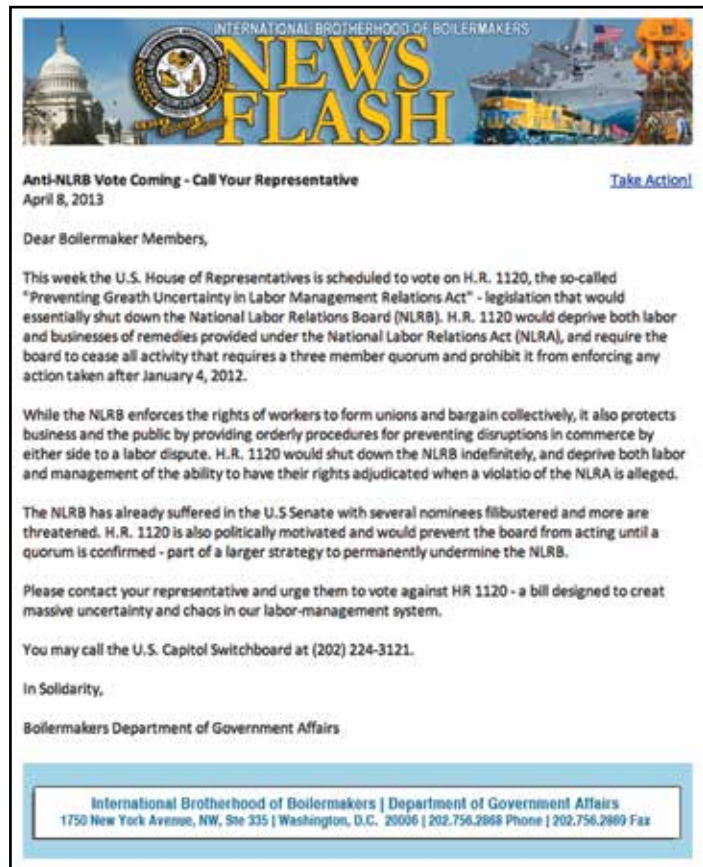 INTERNATIONAL BROTHERHOOD OF BOILERMAKERS
NEWS
FLASH
Anti-NLRB Vote Coming - Call Your Representative Take Action!
April 8, 2013
Dear Boilermaker Members,
This week the U.S. House of Representatives is scheduled to vote on H.R. 1120, the so-called
"Preventing Greath Uncertainty in Labor Management Relations Act" - legislation that would
essentially shut down the National Labor Relations Board (NLRB). H.R. 1120 would deprive both labor
and businesses of remedies provided under the National Labor Relations Act (NLRA), and require the
board to cease all activity that requires a three member quorum and prohibit it from enforcing any
action taken after January 4, 2012.
While the NLRB enforces the rights of workers to form unions and bargain collectively, it also protects
business and the public by providing orderly procedures for preventing disruptions in commerce by
either side to a labor dispute. H.R. 1120 would shut down the NLRB indefinitely, and deprive both labor
and management of the ability to have their rights adjudicated when a violatio of the NLRA is alleged.
The NLRB has already suffered in the U.S Senate with several nominees filibustered and more are
threatened. H.R. 1120 is also politically motivated and would prevent the board from acting until a
quorum is confirmed - part of a larger strategy to permanently undermine the NLRB.
Please contact your representative and urge them to vote against HR 1120 - a bill designed to creat
massive uncertainty and chaos in our labor-management system.
You may call the U.S. Capitol Switchboard at (202) 224-3121.
In Solidarity,
Boilermakers Department of Government Affairs
International Brotherhood of Boilermakers | Department of Government Affairs
1750 New York Avenue, NW, Ste 335 | Washington, D.C. 20006 | 202.756.2868 Phone | 202.756.2869 Fax